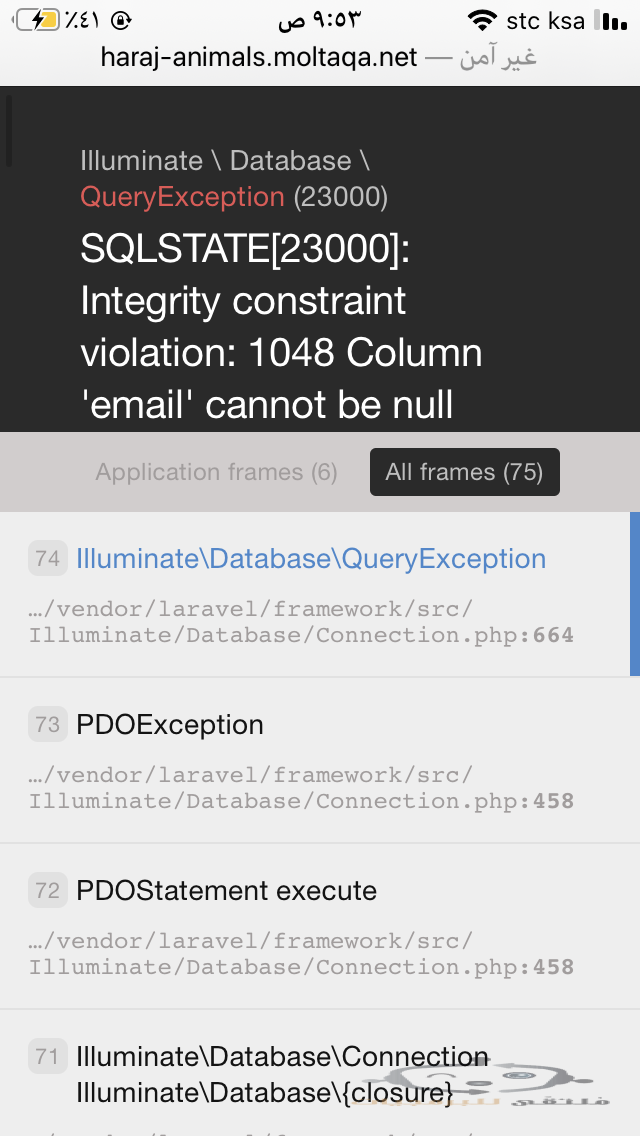 ٪٤١ ٩:٥٣ ص stc ksa
haraj-animals.moltaqa.net — غير آمن
Illuminate \ Database \
QueryException (23000)
SQLSTATE[23000]:
Integrity constraint
violation: 1048 Column
'email' cannot be null
Application frames (6) All frames (75)
74 Illuminate\Database\QueryException
…/vendor/laravel/framework/src/
Illuminate/Database/Connection.php:664
73 PDOException
…/vendor/laravel/framework/src/
Illuminate/Database/Connection.php:458
72 PDOStatement execute
…/vendor/laravel/framework/src/
Illuminate/Database/Connection.php:458
71 Illuminate\Database\Connection
Illuminate\Database\{closure}